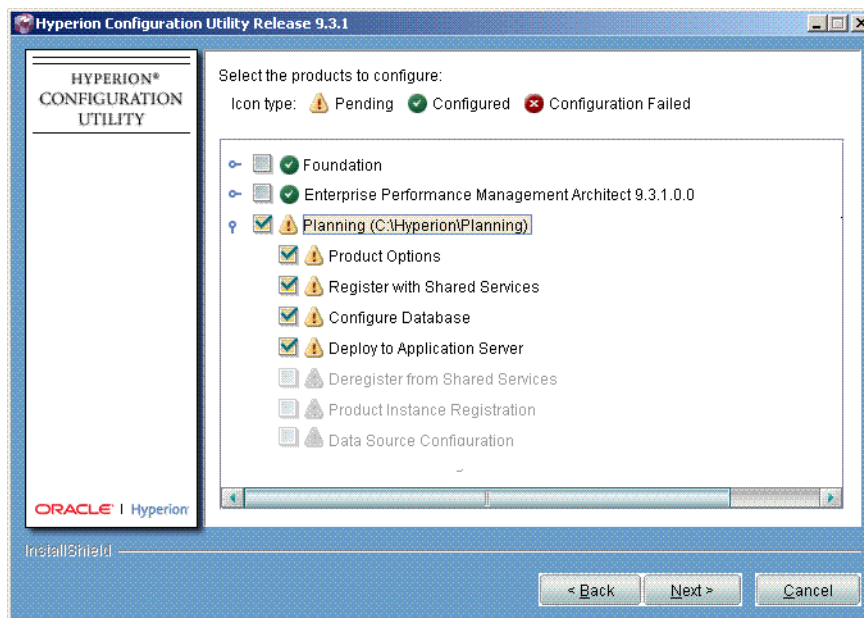 Hyperion Configuration Utility Release 9.3.1
HYPERION®
CONFIGURATION
UTILITY
Select the products to configure:
Icon type: Pending Configured Configuration Failed
Foundation
Enterprise Performance Management Architect 9.3.1.0.0
Planning (C:\Hyperion\Planning)
Product Options
Register with Shared Services
Configure Database
Deploy to Application Server
Deregister from Shared Services
Product Instance Registration
Data Source Configuration
ORACLE' | Hyperion
InstallShield
< Back Next > Cancel